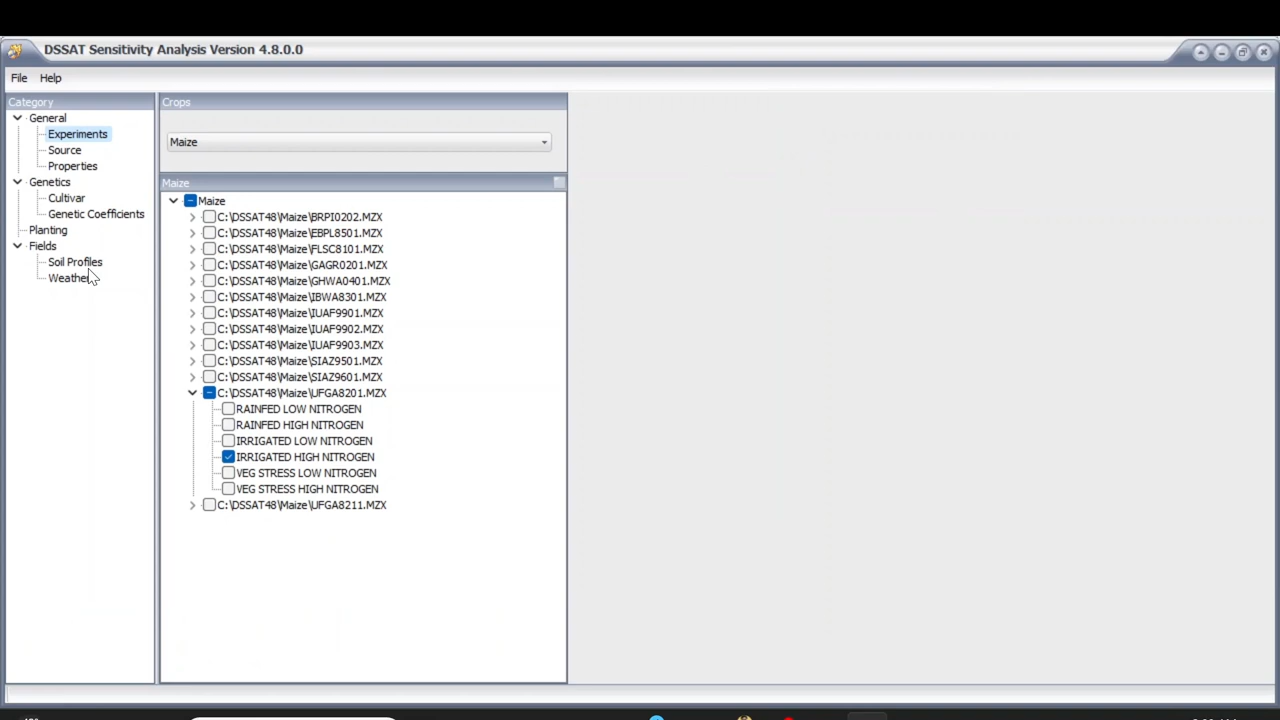 DSSAT Sensitivity Analysis Version 4.8.0.0
File Help
Category
General
Experiments
Source
Properties
Genetics
Cultivar
Genetic Coefficients
Planting
Fields
Soil Profiles
Weather
Crops
Maize
Maize
Maize
C:\DSSAT48\Maize\BRPI0202.MZX
C:\DSSAT48\Maize\EBPL8501.MZX
C:\DSSAT48\Maize\FLSC8101.MZX
C:\DSSAT48\Maize\GAGR0201.MZX
C:\DSSAT48\Maize\GHWA0401.MZX
C:\DSSAT48\Maize\IBWA8301.MZX
C:\DSSAT48\Maize\IUAF9901.MZX
C:\DSSAT48\Maize\IUAF9902.MZX
C:\DSSAT48\Maize\IUAF9903.MZX
C:\DSSAT48\Maize\SIAZ9501.MZX
C:\DSSAT48\Maize\SIAZ9601.MZX
C:\DSSAT48\Maize\UFGA8201.MZX
RAINFED LOW NITROGEN
RAINFED HIGH NITROGEN
IRRIGATED LOW NITROGEN
IRRIGATED HIGH NITROGEN
VEG STRESS LOW NITROGEN
VEG STRESS HIGH NITROGEN
C:\DSSAT48\Maize\UFGA8211.MZX